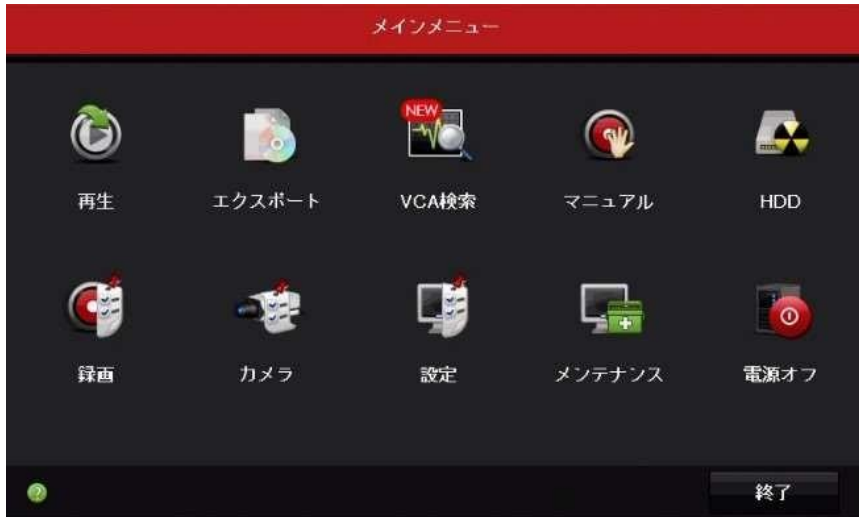 メインメニュー
NEW
再生 エクスポート VCA検索 マニュアル HDD
録画 カメラ 設定 メンテナンス 電源オフ
?
終了